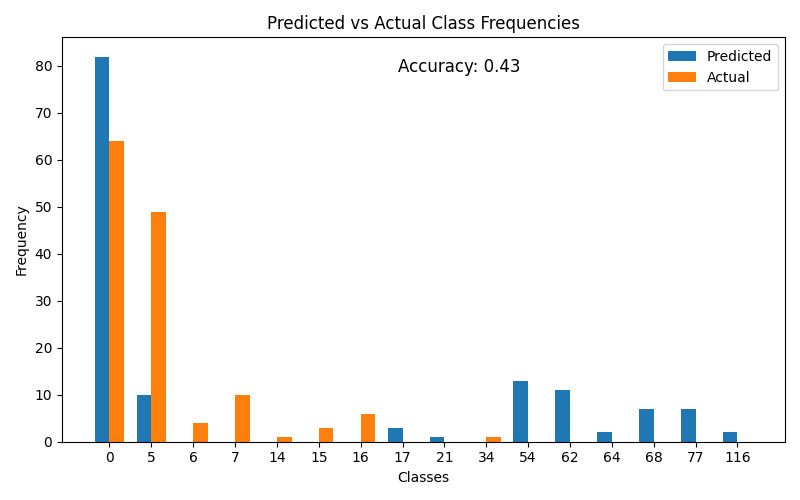 Predicted vs Actual Class Frequencies
Accuracy: 0.43
Predicted
Actual
Frequency
80
70
60
50
40
30
20
10
0
0 5 6 7 14 15 16 17 21 34 54 62 64 68 77 116
Classes